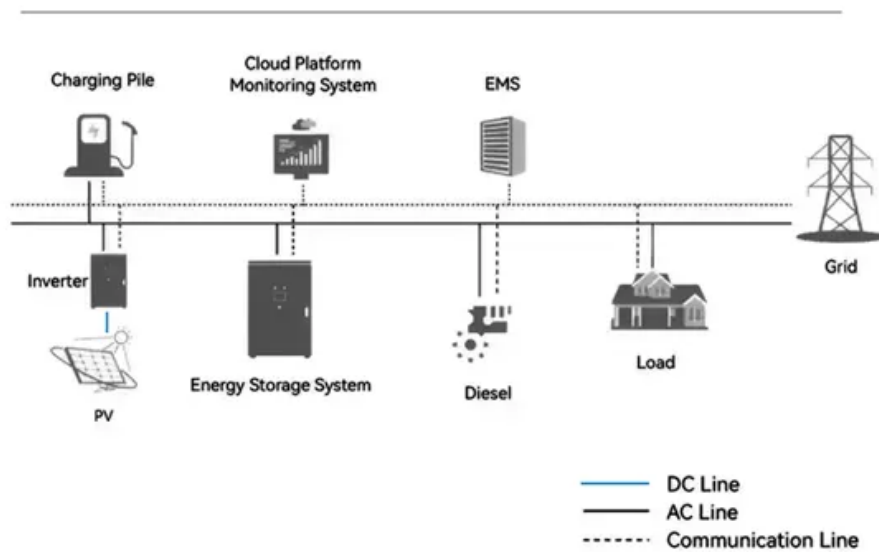 Charging Pile
Cloud Platform
Monitoring System
EMS
Inverter
Grid
Energy Storage System
Load
Diesel
PV
DC Line
AC Line
Communication Line